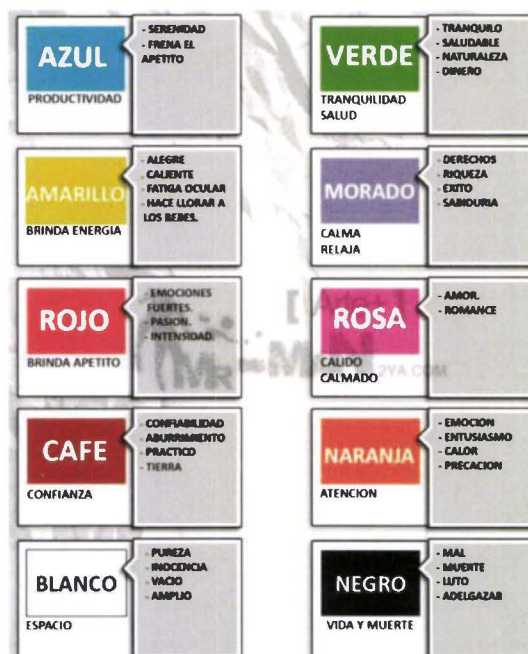 AZUL
PRODUCTIVIDAD
- SERENIDAD
- FRENA EL
APETITO
VERDE
TRANQUILIDAD
SALUD
- TRANQUILO
- SALUDABLE
- NATURALEZA
- DINERO
AMARILLO
BRINDA ENERGIA
- ALEGRE
- CALIENTE
- FATIGA OCULAR
- HACE LLORAR A
LOS BEBES.
MORADO
CALMA
RELAJA
- DERECHOS
- RIQUEZA
- EXITO
- SABIDURIA
ROJO
BRINDA APETITO
- EMOCIONES
FUERTES.
- PASION.
- INTENSIDAD.
ROSA
CALIDO
CALMADO
- AMOR.
- ROMANCE
CAFE
CONFIANZA
- CONFIABILIDAD
- ABURRIMIENTO
- PRACTICO
- TIERRA
NARANJA
ATENCION
- EMOCION
- ENTUSIASMO
- CALOR
- PRECACION
BLANCO
ESPACIO
- PUREZA
- INOCENCIA
- VACIO
- AMPLIO
NEGRO
VIDA Y MUERTE
- MAL
- MUERTE
- LUTO
- ADELGAZAR